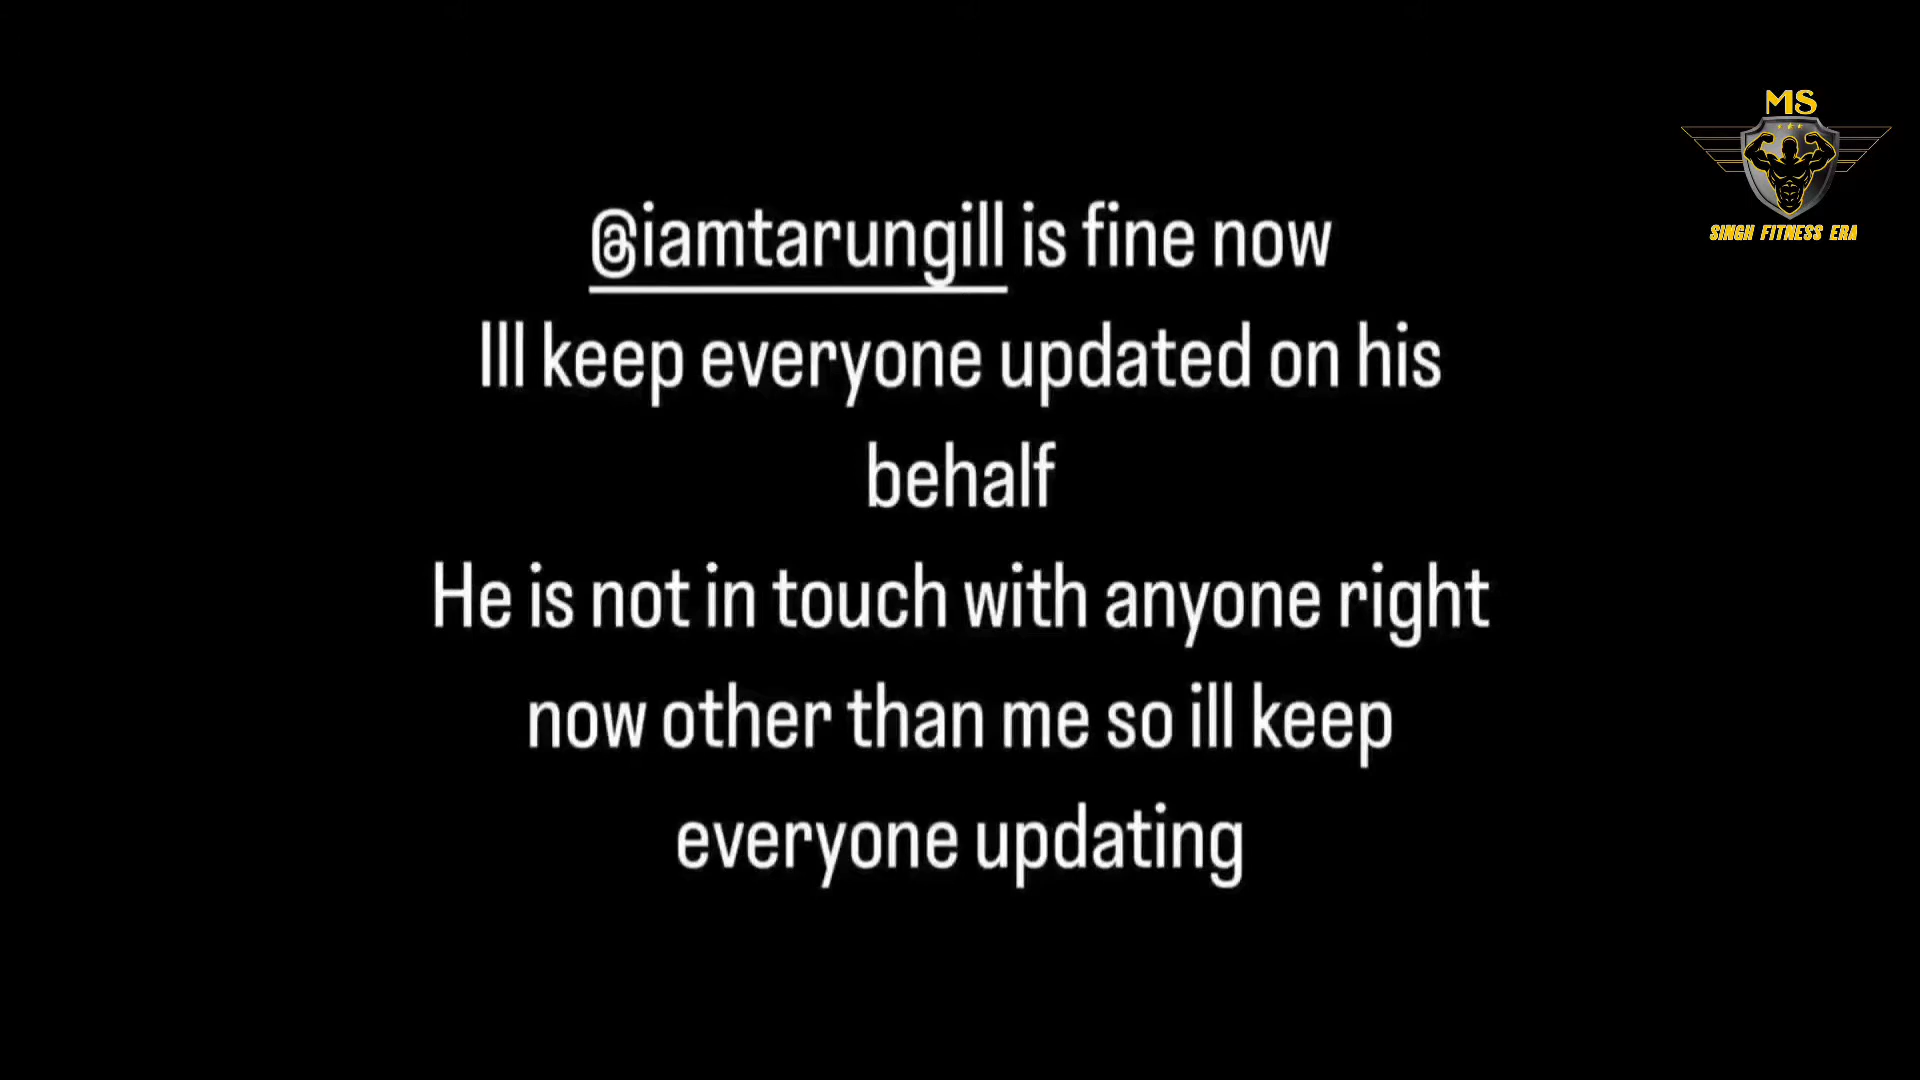 MS
SINGH FITNESS ERA
@iamtarungill is fine now
Ill keep everyone updated on his
behalf
He is not in touch with anyone right
now other than me so ill keep
everyone updating